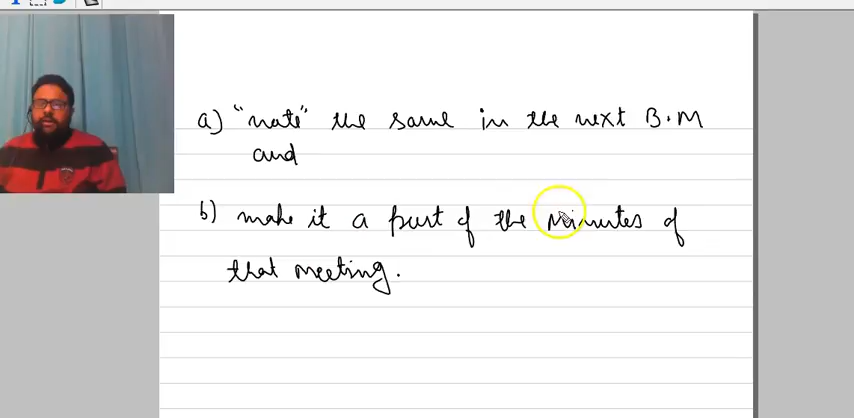 a) "note" the same in the next B.M
and
b) make it a part of the Minutes of
that meeting.